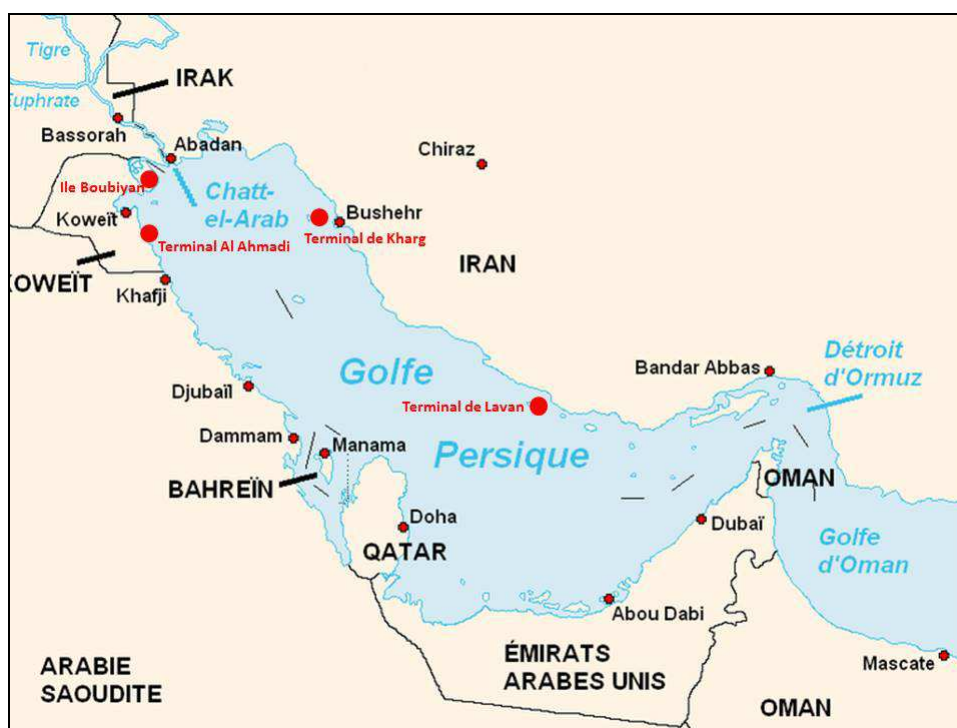 Tigre
IRAK
Euphrate
Bassorah
Abadan
Chiraz
Ile Boubiyan
Chatt-
el-Arab
Koweït
Bushehr
Terminal Al Ahmadi
Terminal de Kharg
IRAN
KOWEÏT
Khafji
Golfe
Persique
Bandar Abbas
Détroit
d'Ormuz
Djubaïl
Terminal de Lavan
Dammam
Manama
BAHREÏN
OMAN
Doha
QATAR
Dubaï
Golfe
d'Oman
Abou Dabi
ÉMIRATS
ARABES UNIS
Mascate
ARABIE
SAOUDITE
OMAN